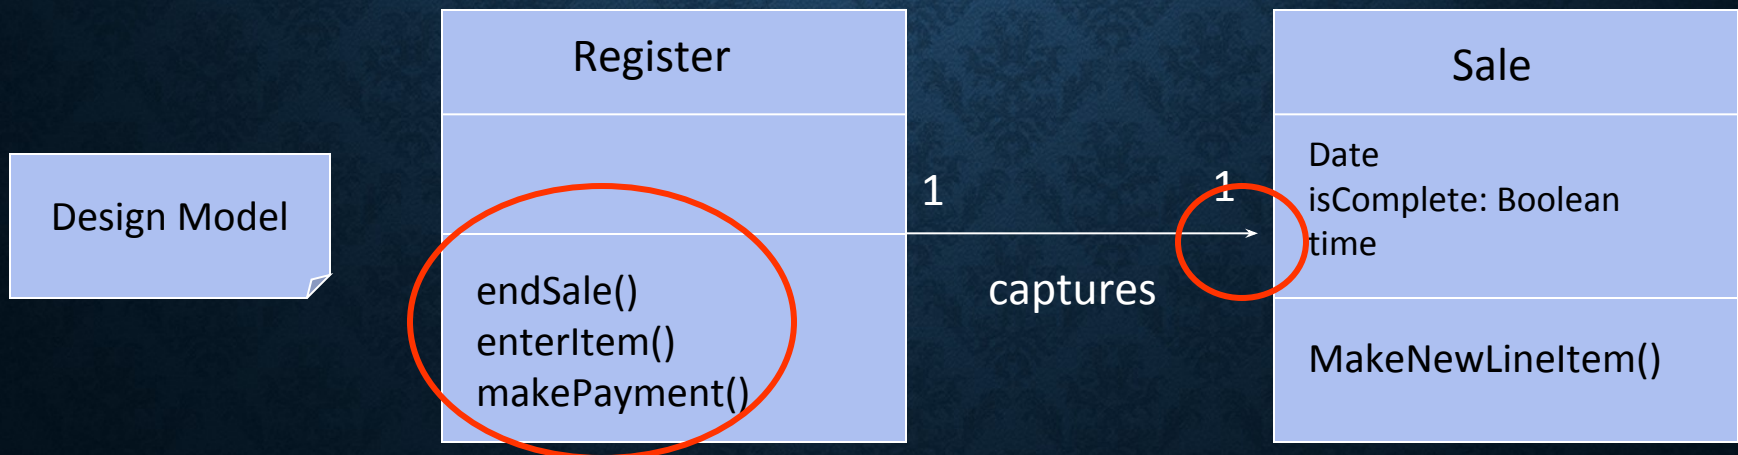 Design Model
Register
endSale()
enterItem()
makePayment()
1
1
captures
Sale
Date
isComplete: Boolean
time
MakeNewLineItem()